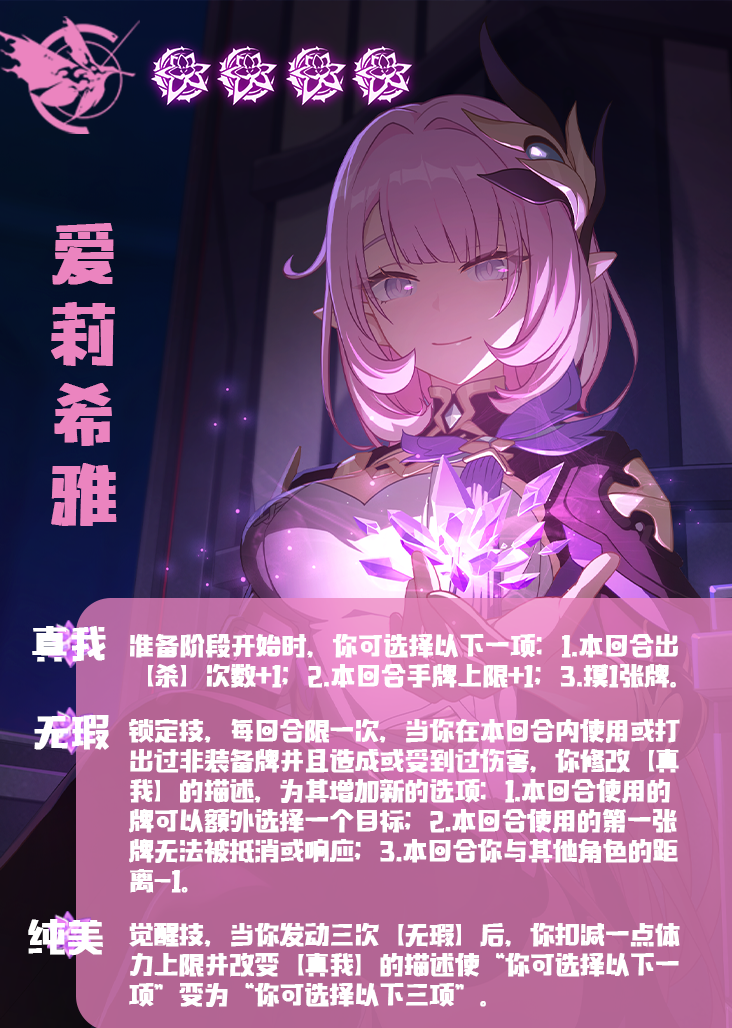 爱莉希雅
真我
准备阶段开始时，你可选择以下一项：1.本回合出
【杀】次数+1；2.本回合手牌上限+1；3.摸1张牌。
无瑕
锁定技，每回合限一次，当你在本回合内使用或打
出过非装备牌并且造成或受到过伤害，你修改【真
我】的描述，为其增加新的选项：1.本回合使用的
牌可以额外选择一个目标；2.本回合使用的第一张
牌无法被抵消或响应；3.本回合你与其他角色的距
离-1。
纯美
觉醒技，当你发动三次【无瑕】后，你扣减一点体
力上限并改变【真我】的描述使“你可选择以下一
项”变为“你可选择以下三项”。